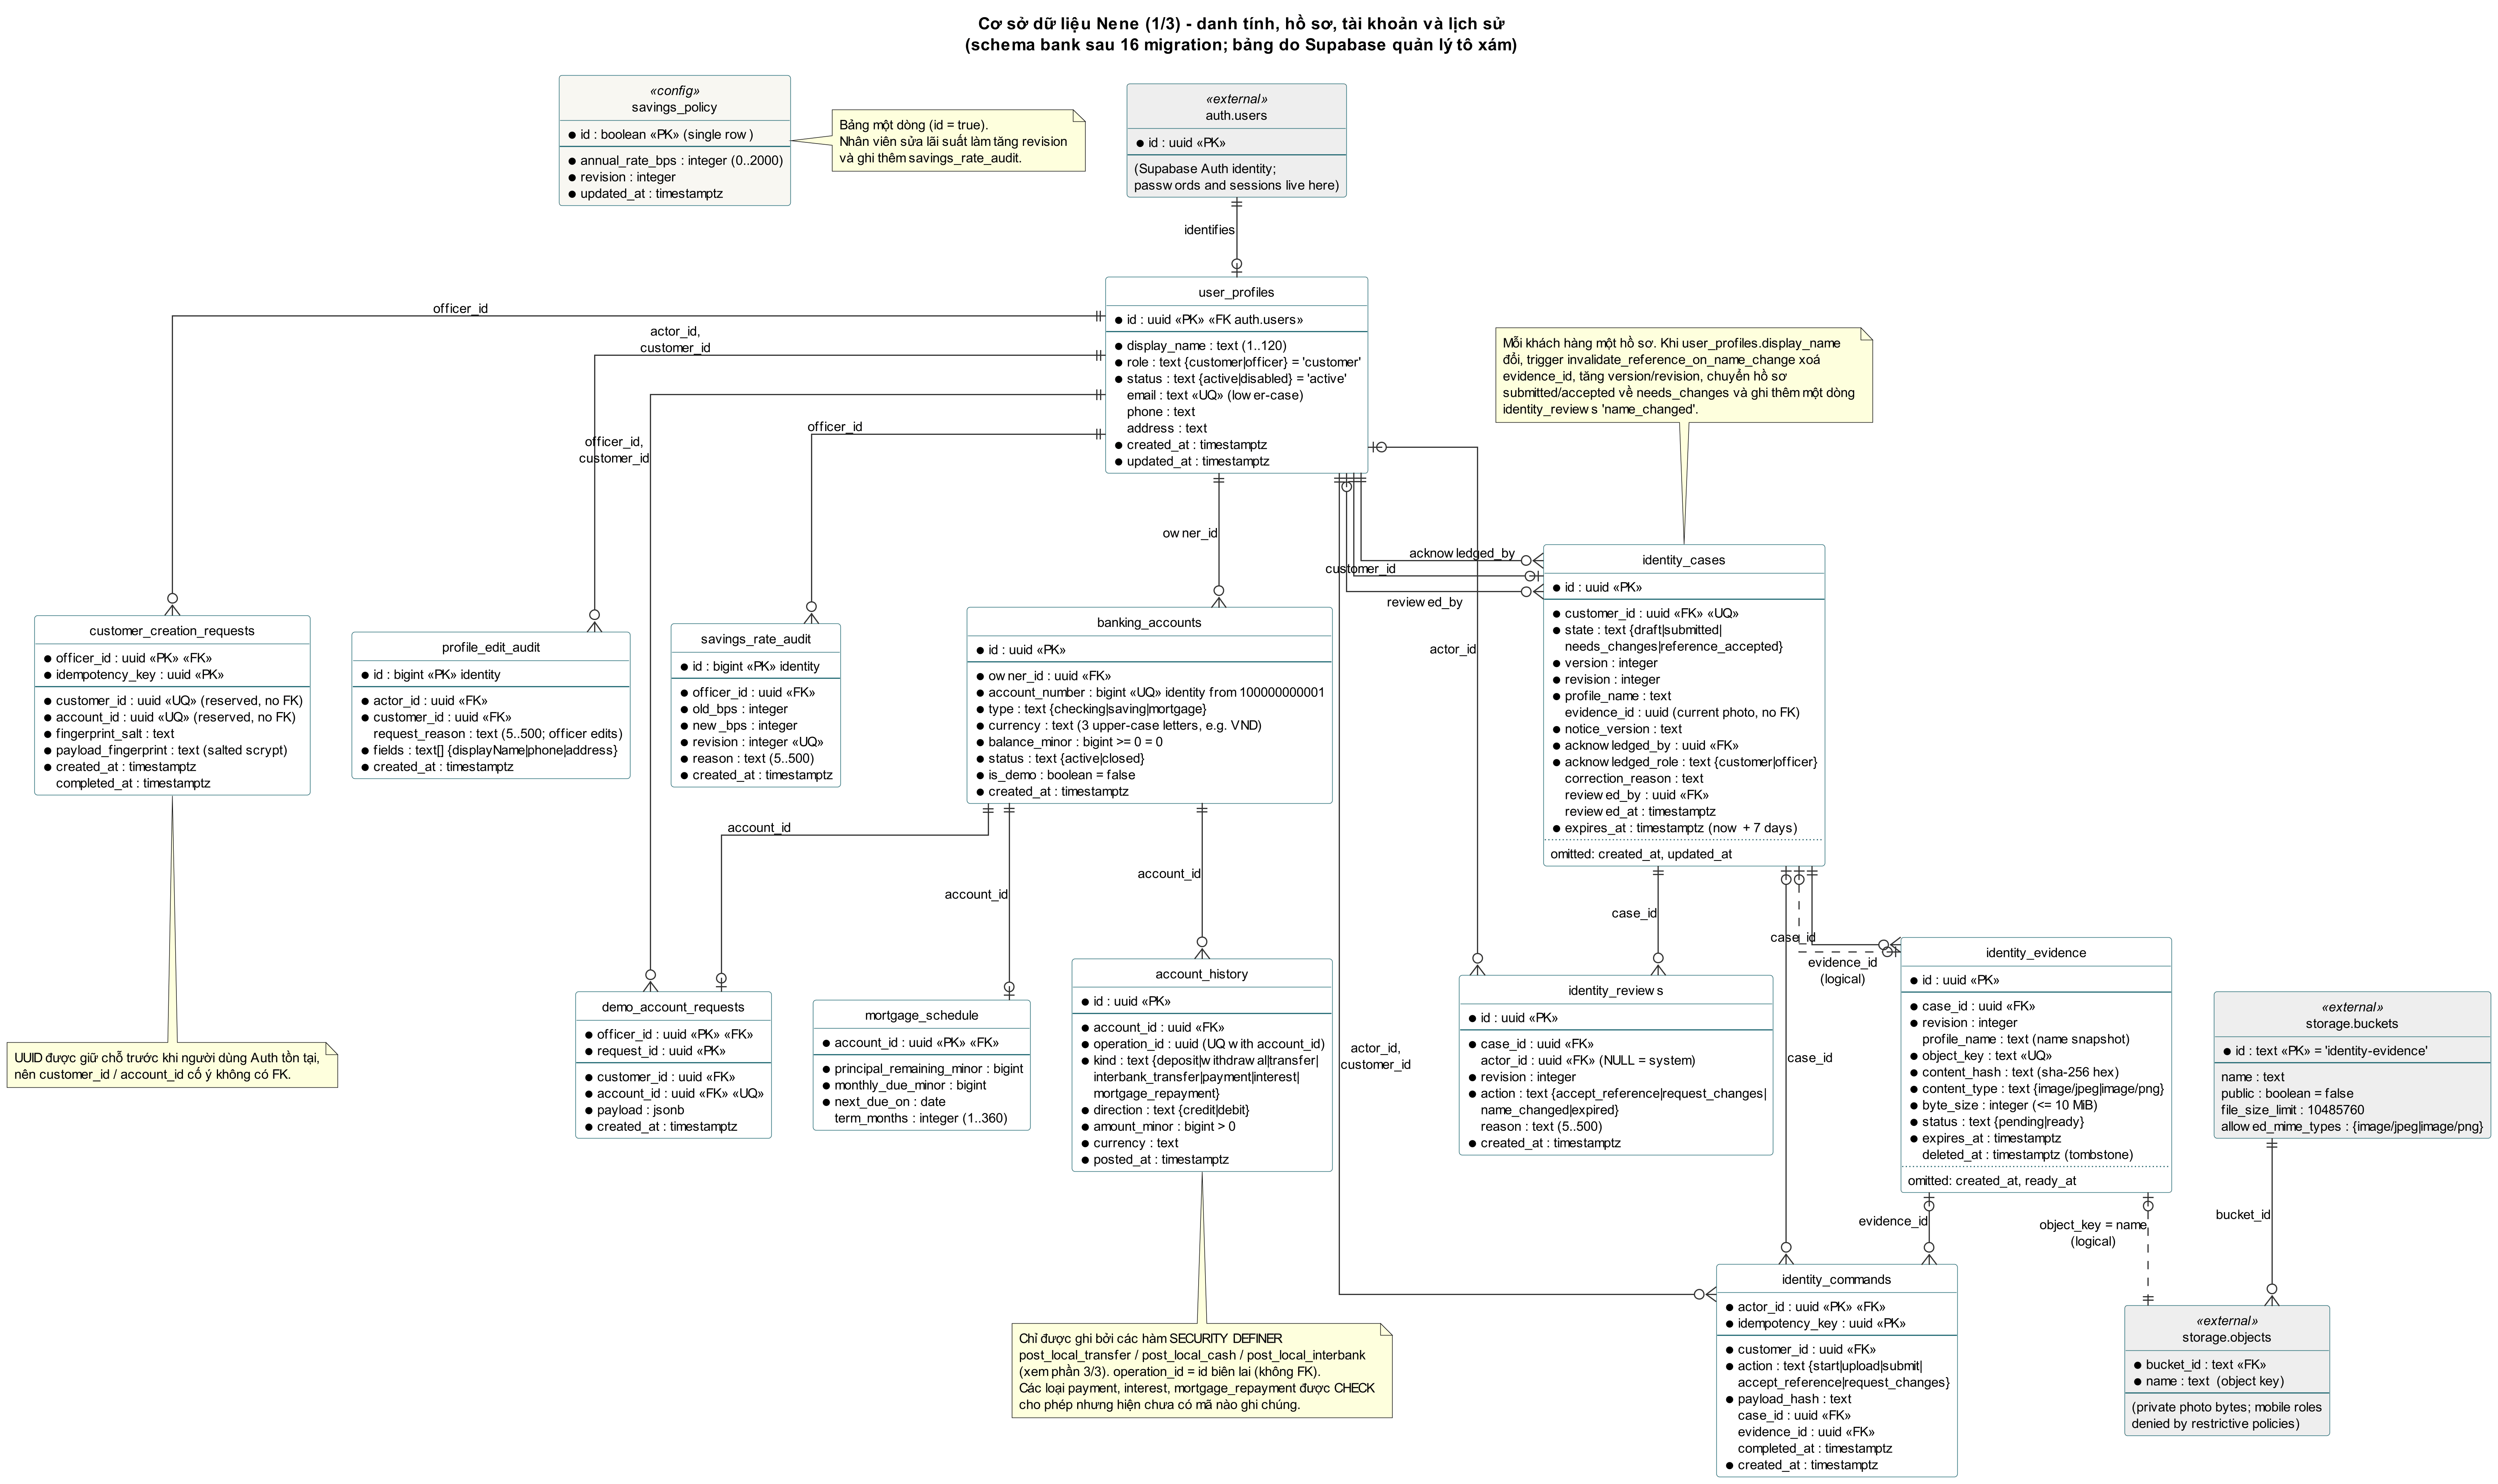 Cơ sở dữ liệu Nene (1/3) - danh tính, hồ sơ, tài khoản và lịch sử
(schema bank sau 16 migration; bảng do Supabase quản lý tô xám)
«config»
savings_policy
id : boolean «PK» (single row)
annual_rate_bps : integer (0..2000)
revision : integer
updated_at : timestamptz
Bảng một dòng (id = true).
Nhân viên sửa lãi suất làm tăng revision
và ghi thêm savings_rate_audit.
«external»
auth.users
id : uuid «PK»
(Supabase Auth identity;
passwords and sessions live here)
identifies
user_profiles
id : uuid «PK» «FK auth.users»
display_name : text (1..120)
role : text {customer|officer} = 'customer'
status : text {active|disabled} = 'active'
email : text «UQ» (lower-case)
phone : text
address : text
created_at : timestamptz
updated_at : timestamptz
officer_id
actor_id,
customer_id
officer_id,
customer_id
officer_id
owner_id
Mỗi khách hàng một hồ sơ. Khi user_profiles.display_name
đổi, trigger invalidate_reference_on_name_change xoá
evidence_id, tăng version/revision, chuyển hồ sơ
submitted/accepted về needs_changes và ghi thêm một dòng
identity_reviews 'name_changed'.
acknowledged_by
customer_id
reviewed_by
actor_id
customer_creation_requests
officer_id : uuid «PK» «FK»
idempotency_key : uuid «PK»
customer_id : uuid «UQ» (reserved, no FK)
account_id : uuid «UQ» (reserved, no FK)
fingerprint_salt : text
payload_fingerprint : text (salted scrypt)
created_at : timestamptz
completed_at : timestamptz
profile_edit_audit
id : bigint «PK» identity
actor_id : uuid «FK»
customer_id : uuid «FK»
request_reason : text (5..500; officer edits)
fields : text[] {displayName|phone|address}
created_at : timestamptz
savings_rate_audit
id : bigint «PK» identity
officer_id : uuid «FK»
old_bps : integer
new_bps : integer
revision : integer «UQ»
reason : text (5..500)
created_at : timestamptz
banking_accounts
id : uuid «PK»
owner_id : uuid «FK»
account_number : bigint «UQ» identity from 100000000001
type : text {checking|saving|mortgage}
currency : text (3 upper-case letters, e.g. VND)
balance_minor : bigint >= 0 = 0
status : text {active|closed}
is_demo : boolean = false
created_at : timestamptz
identity_cases
id : uuid «PK»
customer_id : uuid «FK» «UQ»
state : text {draft|submitted|
needs_changes|reference_accepted}
version : integer
revision : integer
profile_name : text
evidence_id : uuid (current photo, no FK)
notice_version : text
acknowledged_by : uuid «FK»
acknowledged_role : text {customer|officer}
correction_reason : text
reviewed_by : uuid «FK»
reviewed_at : timestamptz
expires_at : timestamptz (now + 7 days)
omitted: created_at, updated_at
account_id
account_id
account_id
case_id
case_id
evidence_id
(logical)
case_id
actor_id,
customer_id
UUID được giữ chỗ trước khi người dùng Auth tồn tại,
nên customer_id / account_id cố ý không có FK.
demo_account_requests
officer_id : uuid «PK» «FK»
request_id : uuid «PK»
customer_id : uuid «FK»
account_id : uuid «FK» «UQ»
payload : jsonb
created_at : timestamptz
mortgage_schedule
account_id : uuid «PK» «FK»
principal_remaining_minor : bigint
monthly_due_minor : bigint
next_due_on : date
term_months : integer (1..360)
account_history
id : uuid «PK»
account_id : uuid «FK»
operation_id : uuid (UQ with account_id)
kind : text {deposit|withdrawal|transfer|
interbank_transfer|payment|interest|
mortgage_repayment}
direction : text {credit|debit}
amount_minor : bigint > 0
currency : text
posted_at : timestamptz
identity_reviews
id : uuid «PK»
case_id : uuid «FK»
actor_id : uuid «FK» (NULL = system)
revision : integer
action : text {accept_reference|request_changes|
name_changed|expired}
reason : text (5..500)
created_at : timestamptz
identity_evidence
id : uuid «PK»
case_id : uuid «FK»
revision : integer
profile_name : text (name snapshot)
object_key : text «UQ»
content_hash : text (sha-256 hex)
content_type : text {image/jpeg|image/png}
byte_size : integer (<= 10 MiB)
status : text {pending|ready}
expires_at : timestamptz
deleted_at : timestamptz (tombstone)
omitted: created_at, ready_at
«external»
storage.buckets
id : text «PK» = 'identity-evidence'
name : text
public : boolean = false
file_size_limit : 10485760
allowed_mime_types : {image/jpeg|image/png}
evidence_id
object_key = name
(logical)
bucket_id
Chỉ được ghi bởi các hàm SECURITY DEFINER
post_local_transfer / post_local_cash / post_local_interbank
(xem phần 3/3). operation_id = id biên lai (không FK).
Các loại payment, interest, mortgage_repayment được CHECK
cho phép nhưng hiện chưa có mã nào ghi chúng.
identity_commands
actor_id : uuid «PK» «FK»
idempotency_key : uuid «PK»
customer_id : uuid «FK»
action : text {start|upload|submit|
accept_reference|request_changes}
payload_hash : text
case_id : uuid «FK»
evidence_id : uuid «FK»
completed_at : timestamptz
created_at : timestamptz
«external»
storage.objects
bucket_id : text «FK»
name : text (object key)
(private photo bytes; mobile roles
denied by restrictive policies)